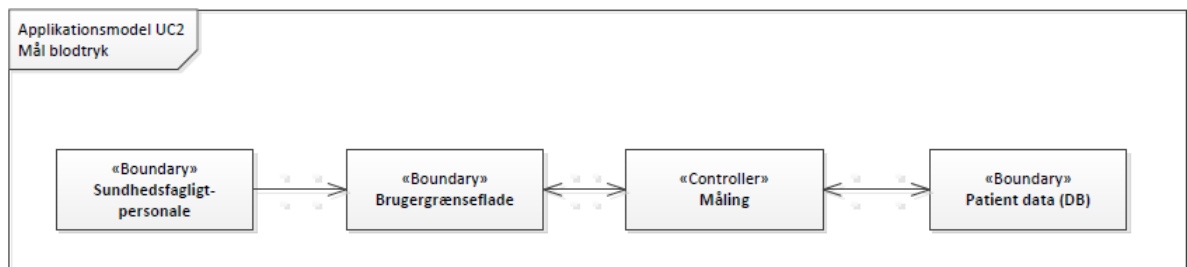 Applikationsmodel UC2
Mål blodtryk
«Boundary»
Sundhedsfagligt-
personale
«Boundary»
Brugergrænseflade
«Controller»
Måling
«Boundary»
Patient data (DB)